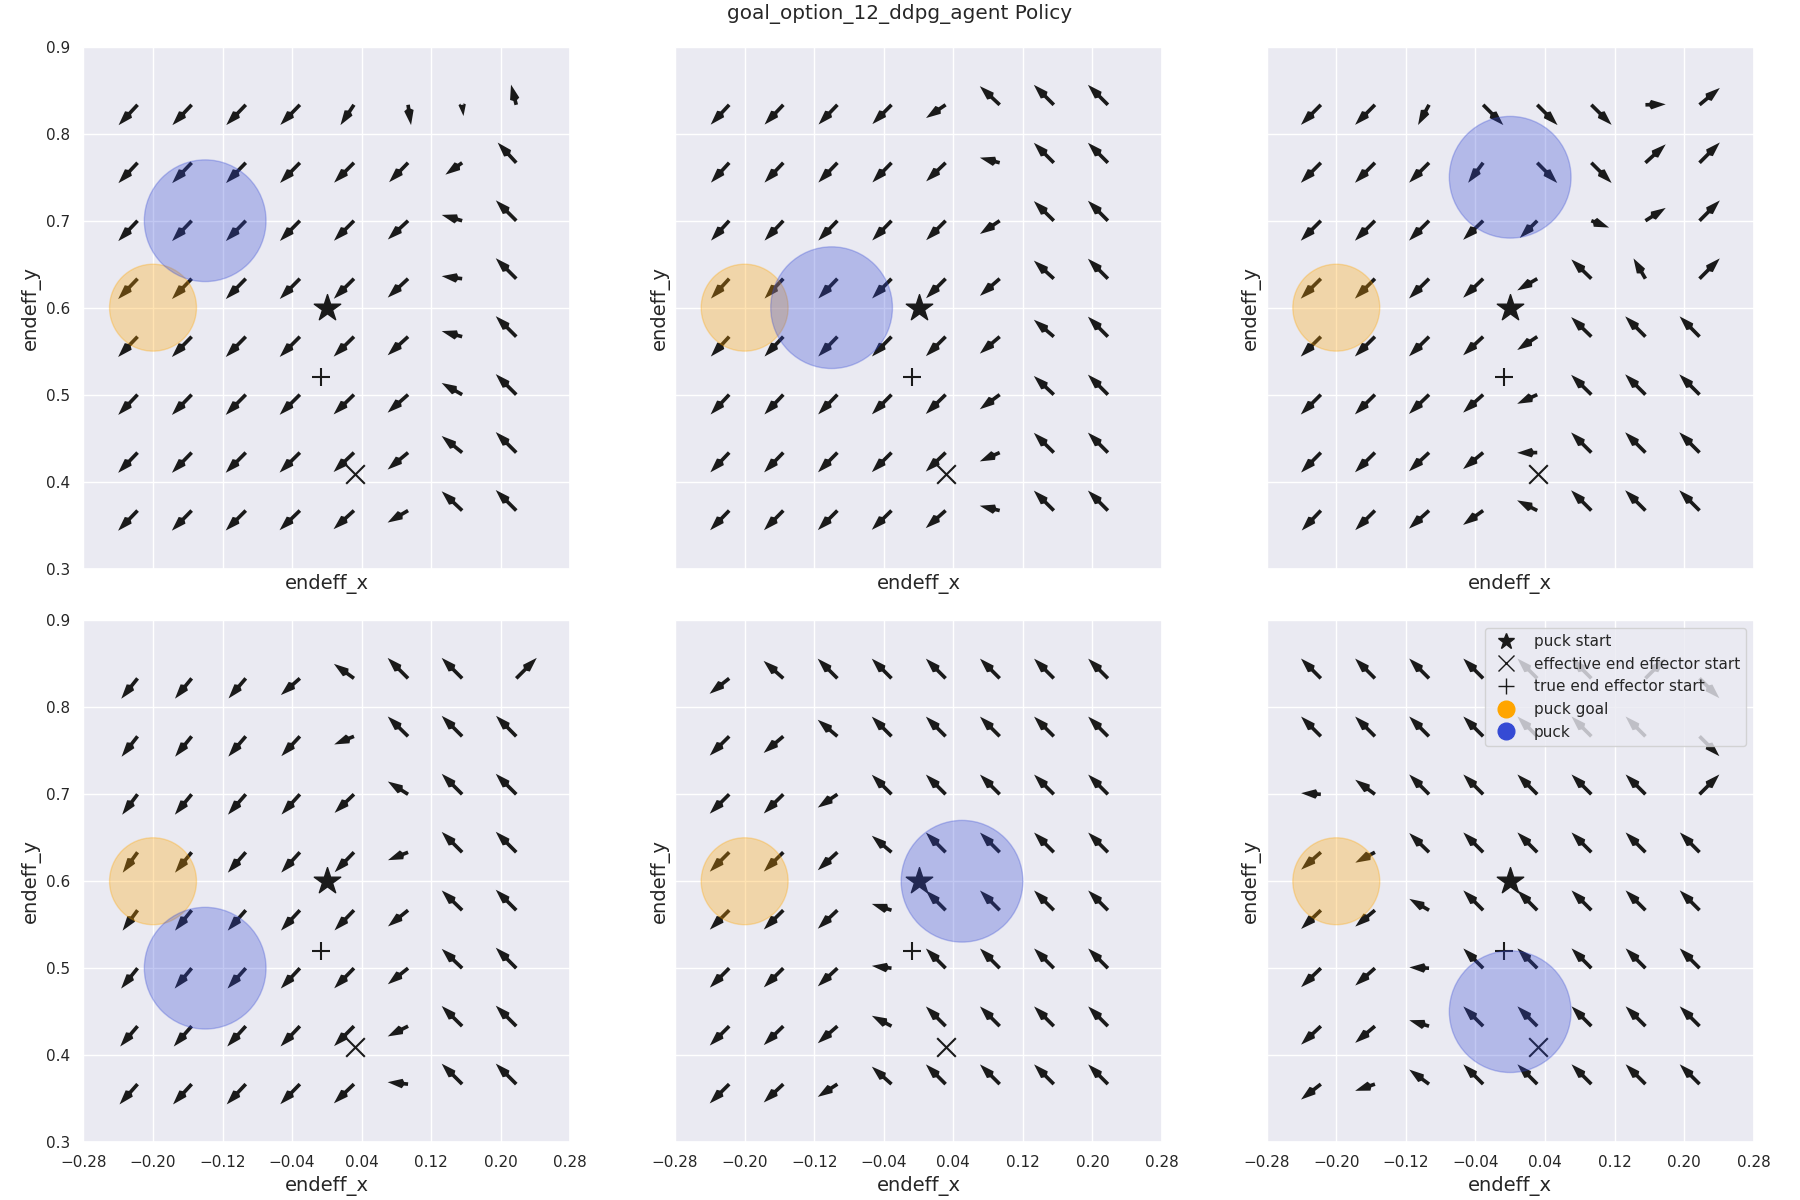 goal_option_12_ddpg_agent Policy
0.9
0.8
0.7
0.6
0.5
0.4
0.3
endeff_y
endeff_x
endeff_y
endeff_x
endeff_y
endeff_x
0.9
0.8
0.7
0.6
0.5
0.4
0.3
endeff_y
−0.28 −0.20 −0.12 −0.04 0.04 0.12 0.20 0.28
endeff_x
endeff_y
−0.28 −0.20 −0.12 −0.04 0.04 0.12 0.20 0.28
endeff_x
puck start
effective end effector start
true end effector start
puck goal
puck
endeff_y
−0.28 −0.20 −0.12 −0.04 0.04 0.12 0.20 0.28
endeff_x